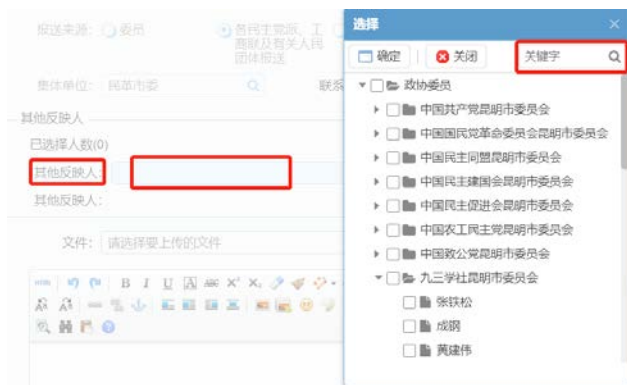 报送来源: 委员 各民主党派、工商联及有关人民团体报送
集体单位: 民革市委 联系
其他反映人
已选择人数(0)
其他反映人:
其他反映人:
文件: 请选择要上传的文件
选择
确定 关闭 关键字
政协委员
中国共产党昆明市委员会
中国国民党革命委员会昆明市委员会
中国民主同盟昆明市委员会
中国民主建国会昆明市委员会
中国民主促进会昆明市委员会
中国农工民主党昆明市委员会
中国致公党昆明市委员会
九三学社昆明市委员会
张铁松
成钢
黄建伟